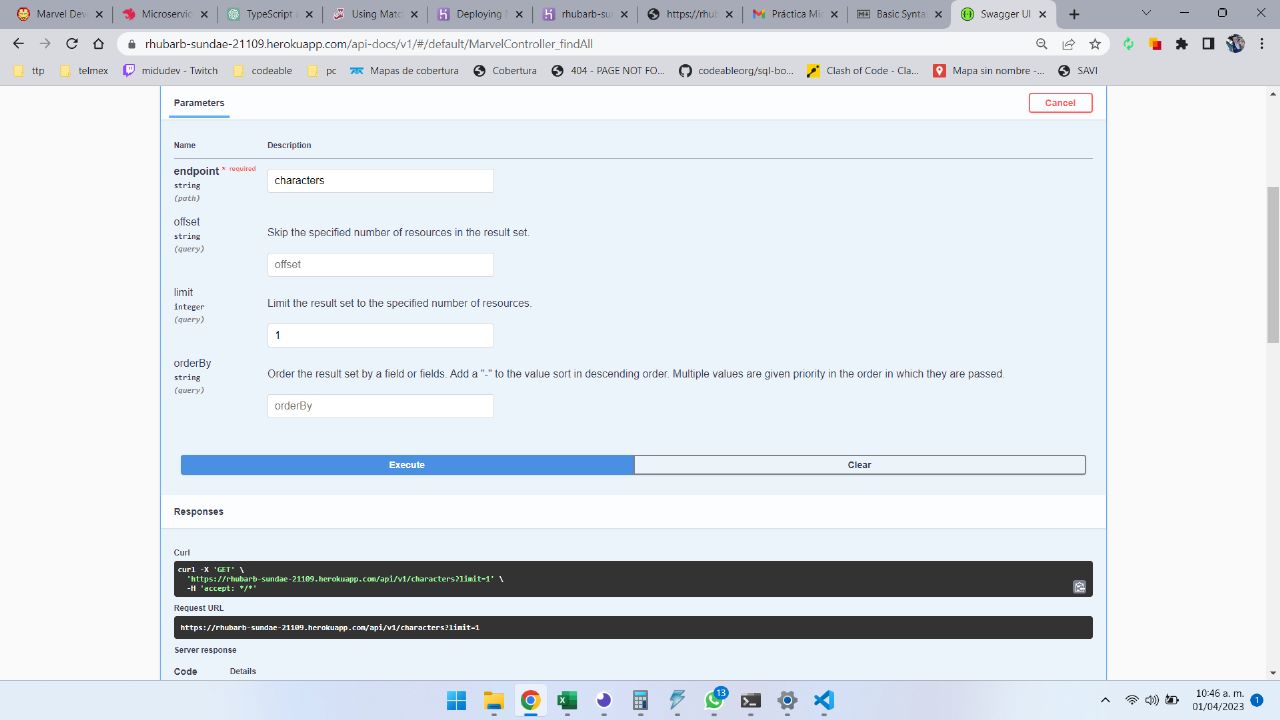 Marvel Dev
Microservic
TypeScript
Using Matc
Deploying
rhubarb-su
https://rhu
Práctica M
Basic Synta
Swagger UI
rhubarb-sundae-21109.herokuapp.com/api-docs/v1/#/default/MarvelController_findAll
ttp
telmex
midudev - Twitch
codeable
pc
Mapas de cobertura
Cobertura
404 - PAGE NOT FO...
codeableorg/sql-bo...
Clash of Code - Cla...
Mapa sin nombre -...
SAVI
Parameters
Cancel
Name Description
endpoint * required
string
(path)
characters
offset
string
(query)
Skip the specified number of resources in the result set.
offset
limit
integer
(query)
Limit the result set to the specified number of resources.
1
orderBy
string
(query)
Order the result set by a field or fields. Add a "-" to the value sort in descending order. Multiple values are given priority in the order in which they are passed.
orderBy
Execute
Clear
Responses
Curl
curl -X 'GET' \
'https://rhubarb-sundae-21109.herokuapp.com/api/v1/characters?limit=1' \
-H 'accept: */*'
Request URL
https://rhubarb-sundae-21109.herokuapp.com/api/v1/characters?limit=1
Server response
Code Details
13
10:46 p. m.
01/04/2023
1